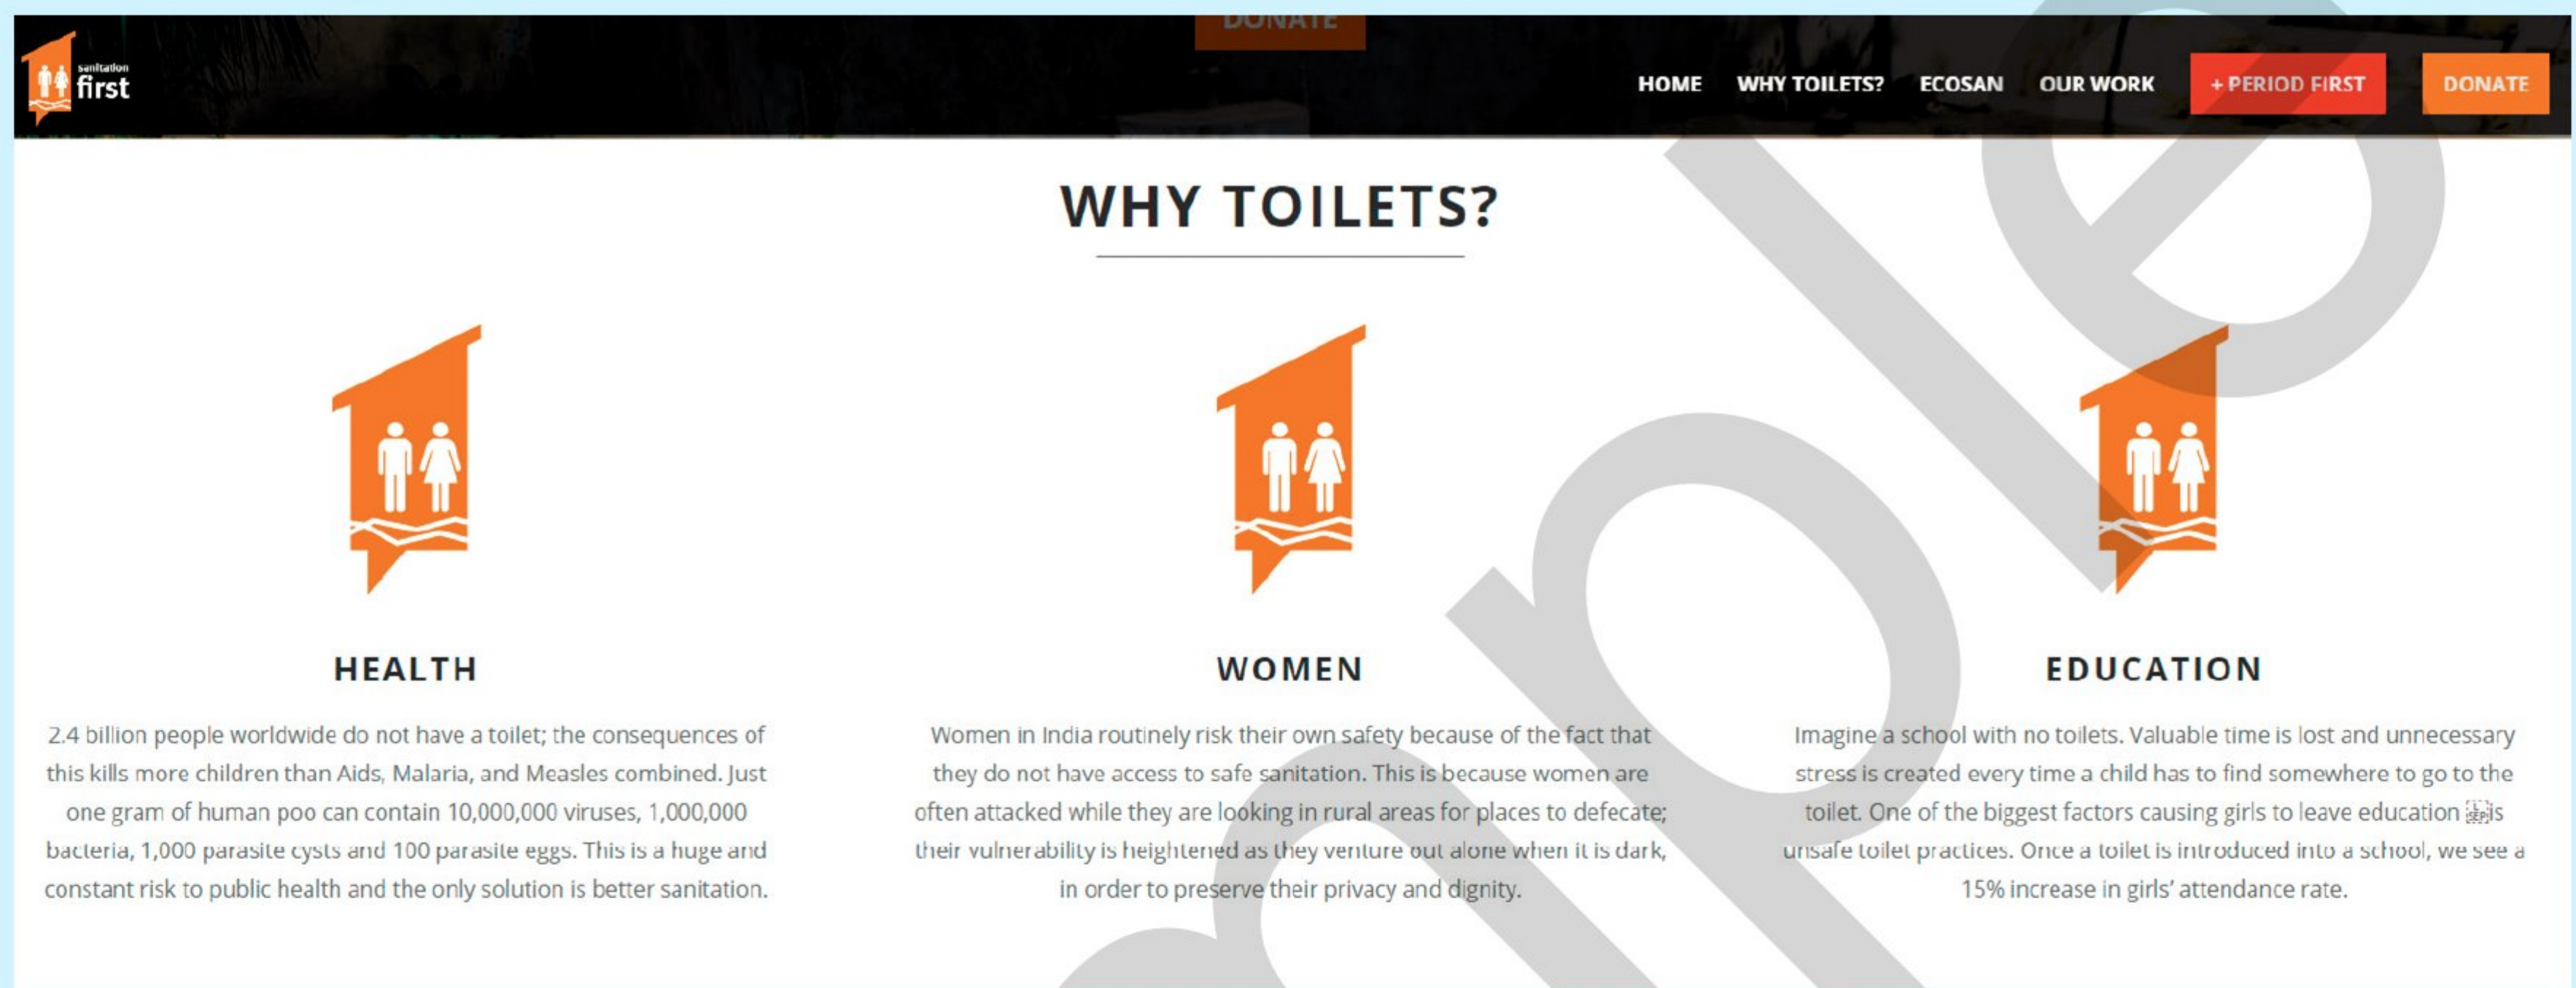 DONATE
sanitation
first
HOME WHY TOILETS? ECOSAN OUR WORK + PERIOD FIRST DONATE
WHY TOILETS?
HEALTH
2.4 billion people worldwide do not have a toilet; the consequences of
this kills more children than Aids, Malaria, and Measles combined. Just
one gram of human poo can contain 10,000,000 viruses, 1,000,000
bacteria, 1,000 parasite cysts and 100 parasite eggs. This is a huge and
constant risk to public health and the only solution is better sanitation.
WOMEN
Women in India routinely risk their own safety because of the fact that
they do not have access to safe sanitation. This is because women are
often attacked while they are looking in rural areas for places to defecate;
their vulnerability is heightened as they venture out alone when it is dark,
in order to preserve their privacy and dignity.
EDUCATION
Imagine a school with no toilets. Valuable time is lost and unnecessary
stress is created every time a child has to find somewhere to go to the
toilet. One of the biggest factors causing girls to leave education is
unsafe toilet practices. Once a toilet is introduced into a school, we see a
15% increase in girls' attendance rate.
mple